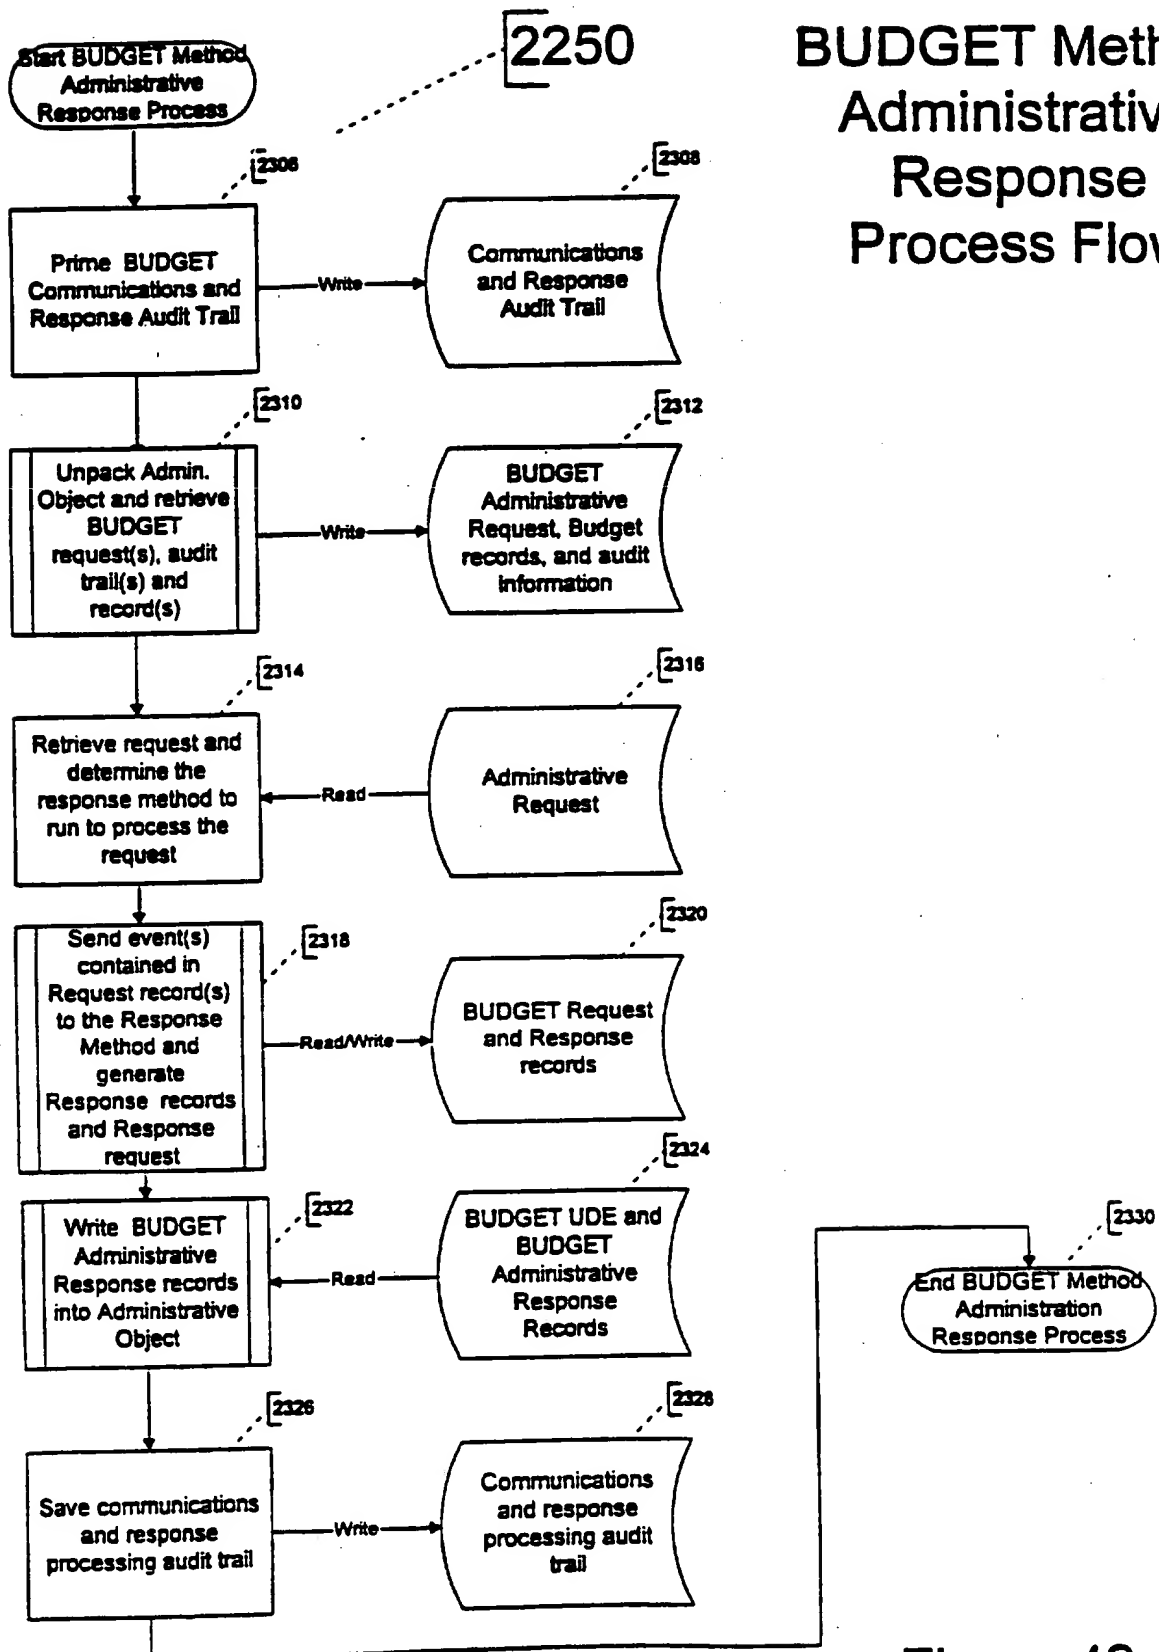 2250
BUDGET Meth
Administrativ
Response
Process Flow
Start BUDGET Method
Administrative
Response Process
2306
Prime BUDGET
Communications and
Response Audit Trail
Write
2308
Communications
and Response
Audit Trail
2310
Unpack Admin.
Object and retrieve
BUDGET
request(s), audit
trail(s) and
record(s)
Write
2312
BUDGET
Administrative
Request, Budget
records, and audit
information
2314
Retrieve request and
determine the
response method to
run to process the
request
Read
2316
Administrative
Request
2318
Send event(s)
contained in
Request record(s)
to the Response
Method and
generate
Response records
and Response
request
Read/Write
2320
BUDGET Request
and Response
records
2322
Write BUDGET
Administrative
Response records
into Administrative
Object
Read
2324
BUDGET UDE and
BUDGET
Administrative
Response
Records
2326
Save communications
and response
processing audit trail
Write
2328
Communications
and response
processing audit
trail
2330
End BUDGET Method
Administration
Response Process